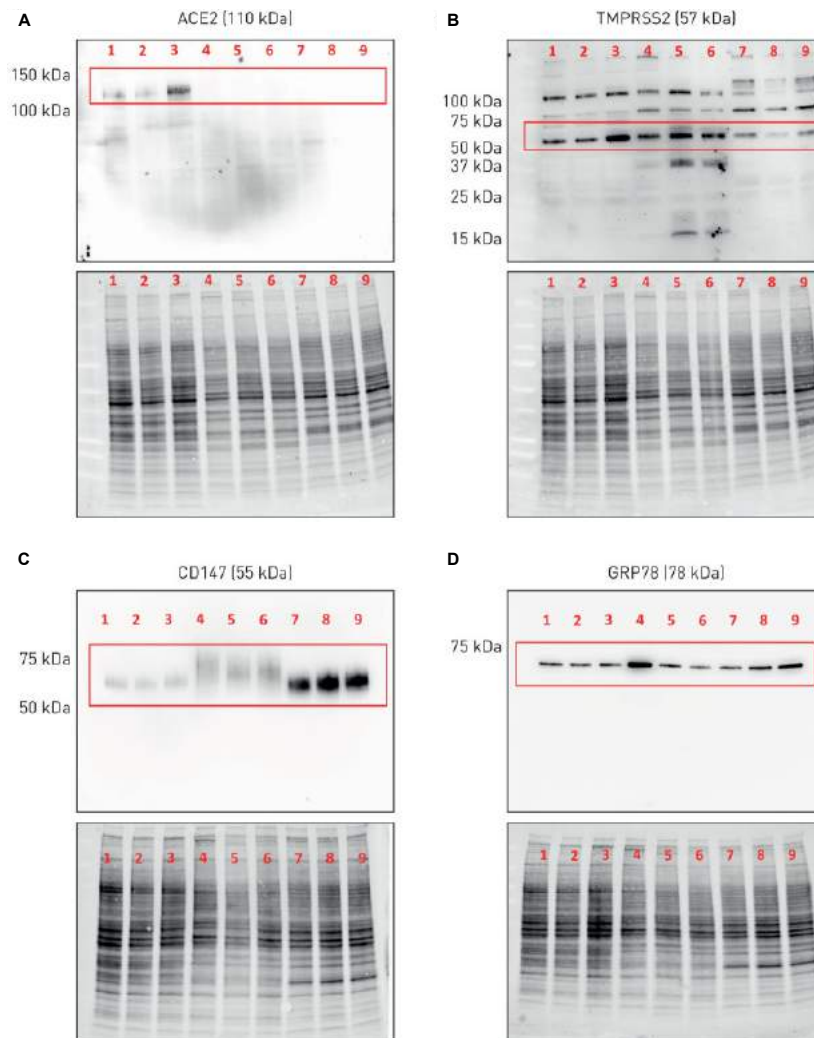 A
ACE2 (110 kDa)
1 2 3 4 5 6 7 8 9
150 kDa
100 kDa
1 2 3 4 5 6 7 8 9
B
TMPRSS2 (57 kDa)
1 2 3 4 5 6 7 8 9
100 kDa
75 kDa
50 kDa
37 kDa
25 kDa
15 kDa
1 2 3 4 5 6 7 8 9
C
CD147 (55 kDa)
1 2 3 4 5 6 7 8 9
75 kDa
50 kDa
1 2 3 4 5 6 7 8 9
D
GRP78 (78 kDa)
1 2 3 4 5 6 7 8 9
75 kDa
1 2 3 4 5 6 7 8 9